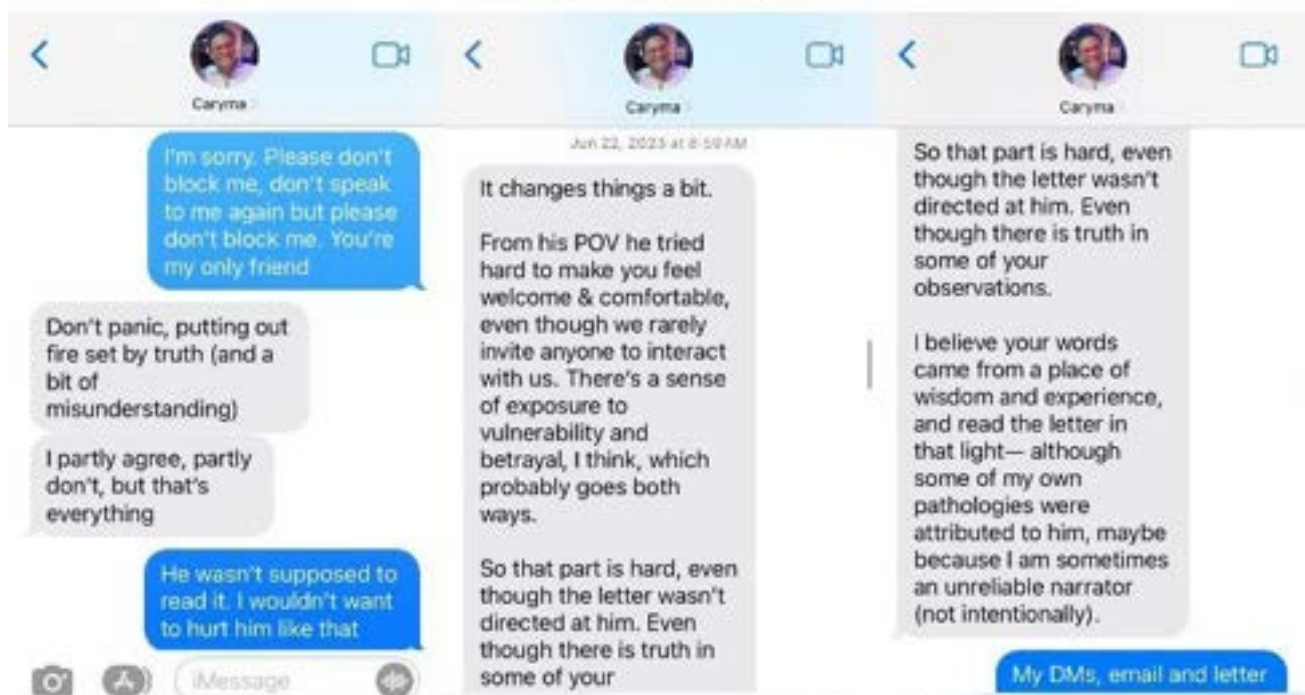 Caryma
I'm sorry. Please don't
block me, don't speak
to me again but please
don't block me. You're
my only friend
Don't panic, putting out
fire set by truth (and a
bit of
misunderstanding)
I partly agree, partly
don't, but that's
everything
He wasn't supposed to
read it. I wouldn't want
to hurt him like that
iMessage
Caryma
Jun 22, 2023 at 8:59 AM
It changes things a bit.
From his POV he tried
hard to make you feel
welcome & comfortable,
even though we rarely
invite anyone to interact
with us. There's a sense
of exposure to
vulnerability and
betrayal, I think, which
probably goes both
ways.
So that part is hard, even
though the letter wasn't
directed at him. Even
though there is truth in
some of your
Caryma
So that part is hard, even
though the letter wasn't
directed at him. Even
though there is truth in
some of your
observations.
I believe your words
came from a place of
wisdom and experience,
and read the letter in
that light— although
some of my own
pathologies were
attributed to him, maybe
because I am sometimes
an unreliable narrator
(not intentionally).
My DMs, email and letter